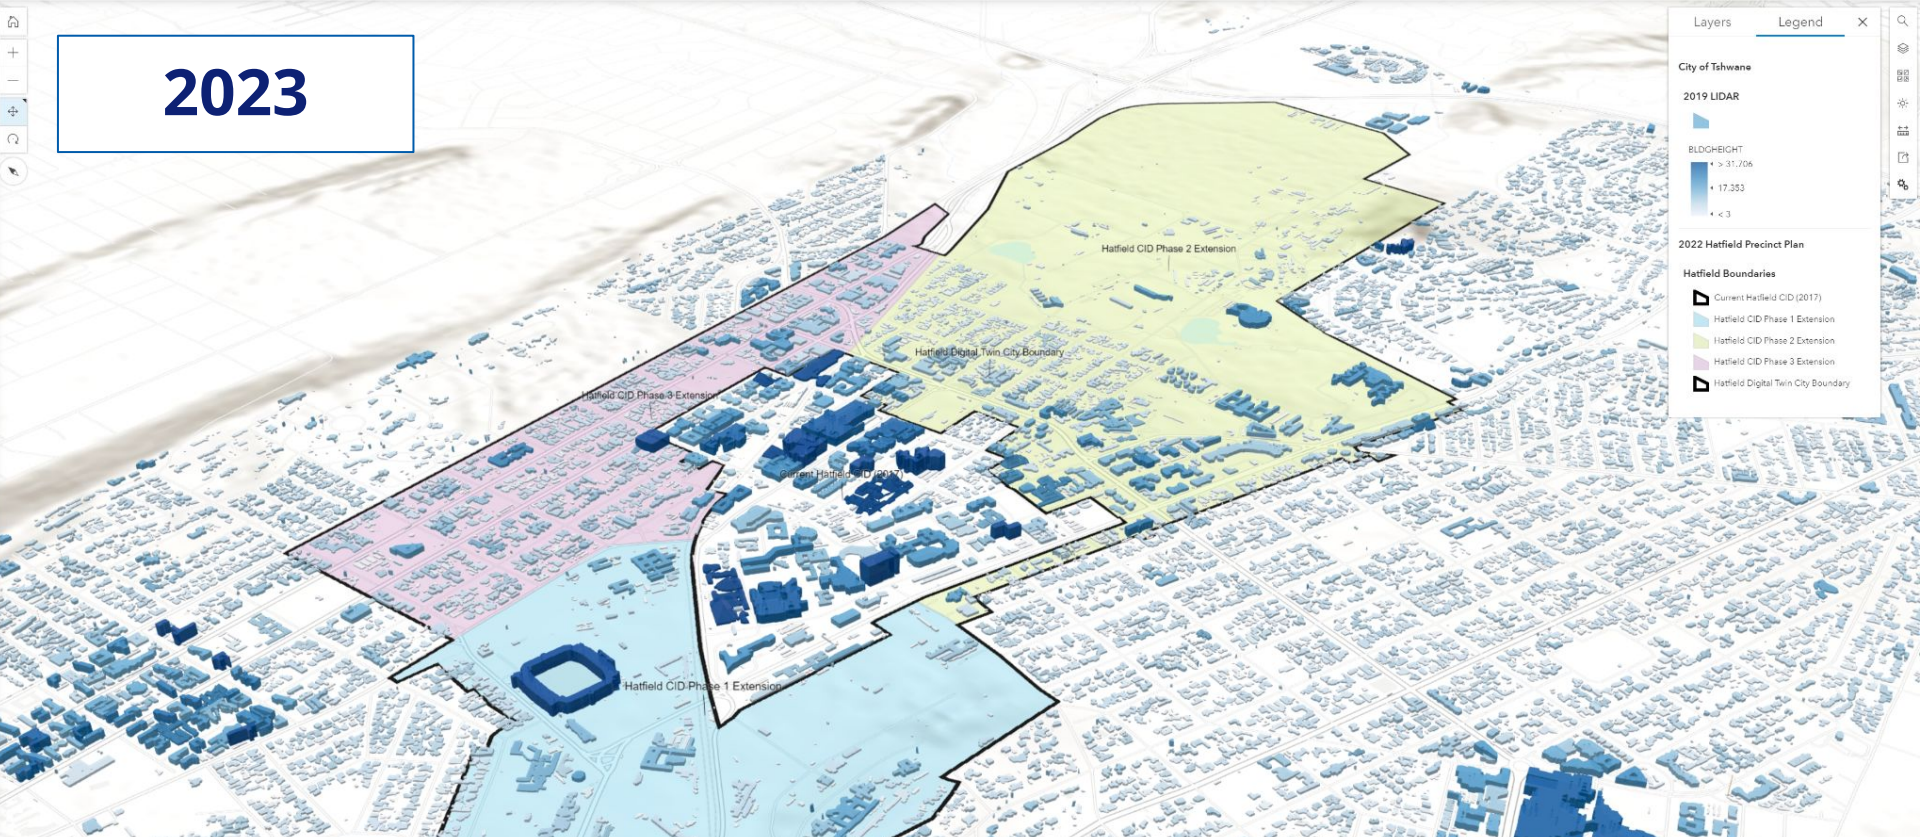 2023
Layers Legend
City of Tshwane
2019 LIDAR
BLDGHEIGHT
> 31.706
17.353
< 3
2022 Hatfield Precinct Plan
Hatfield Boundaries
Current Hatfield CID (2017)
Hatfield CID Phase 1 Extension
Hatfield CID Phase 2 Extension
Hatfield CID Phase 3 Extension
Hatfield Digital Twin City Boundary
Hatfield CID Phase 2 Extension
Hatfield Digital Twin City Boundary
Hatfield CID Phase 3 Extension
Current Hatfield CID (2017)
Hatfield CID Phase 1 Extension